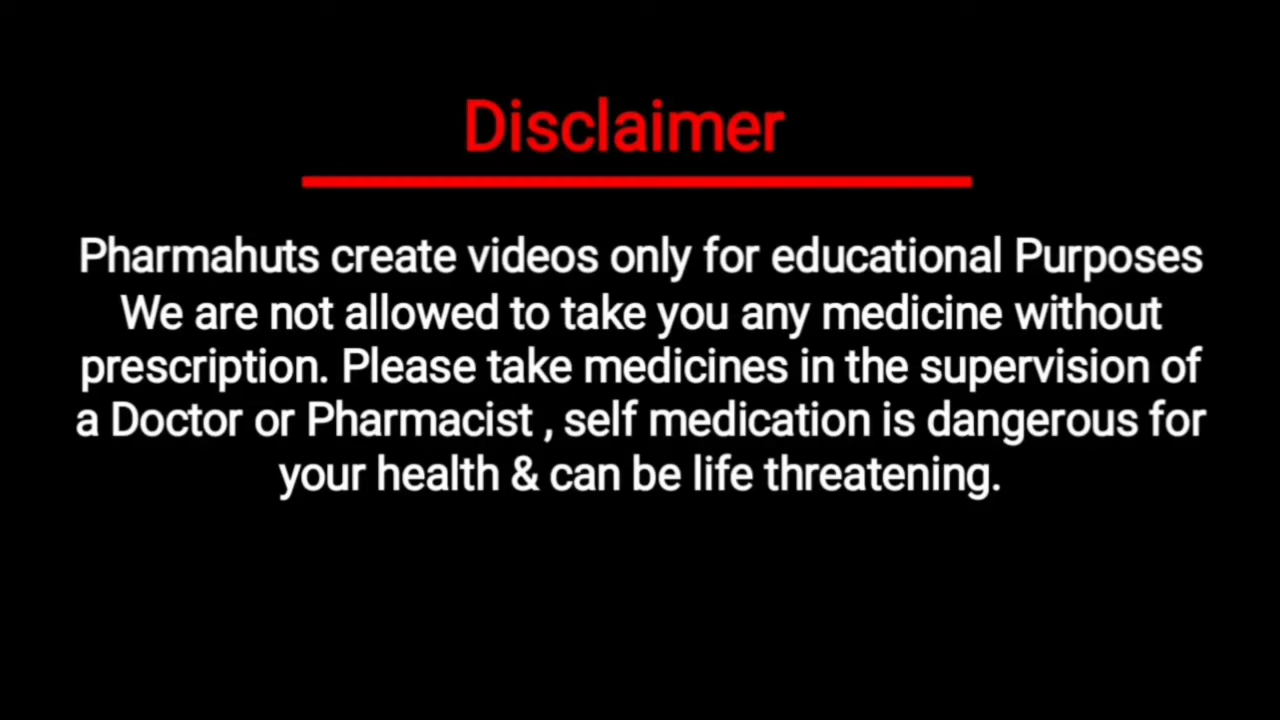 Disclaimer
Pharmahuts create videos only for educational Purposes
We are not allowed to take you any medicine without
prescription. Please take medicines in the supervision of
a Doctor or Pharmacist , self medication is dangerous for
your health & can be life threatening.